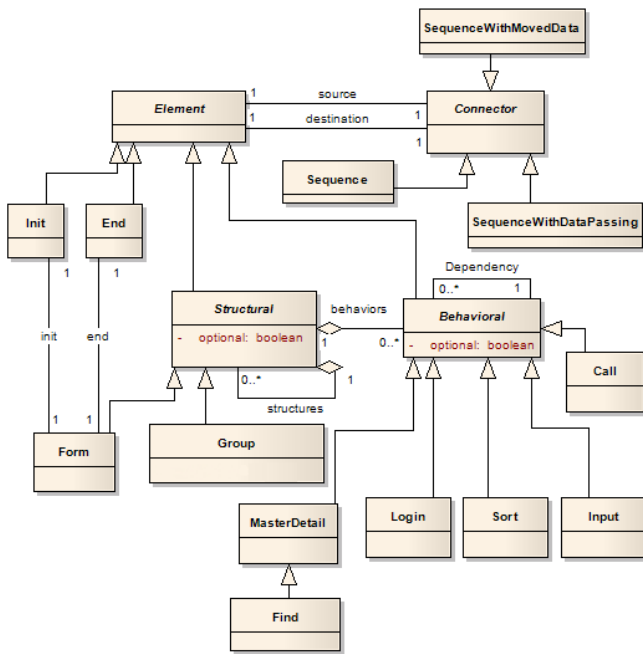 SequenceWithMovedData
Element
1
source
1
destination
1
1
Connector
Sequence
SequenceWithDataPassing
Init
End
1
1
Dependency
0..*
1
Structural
- optional: boolean
behaviors
1
0..*
Behavioral
- optional: boolean
init
end
0..*
1
structures
Call
1
1
Form
Group
MasterDetail
Login
Sort
Input
Find